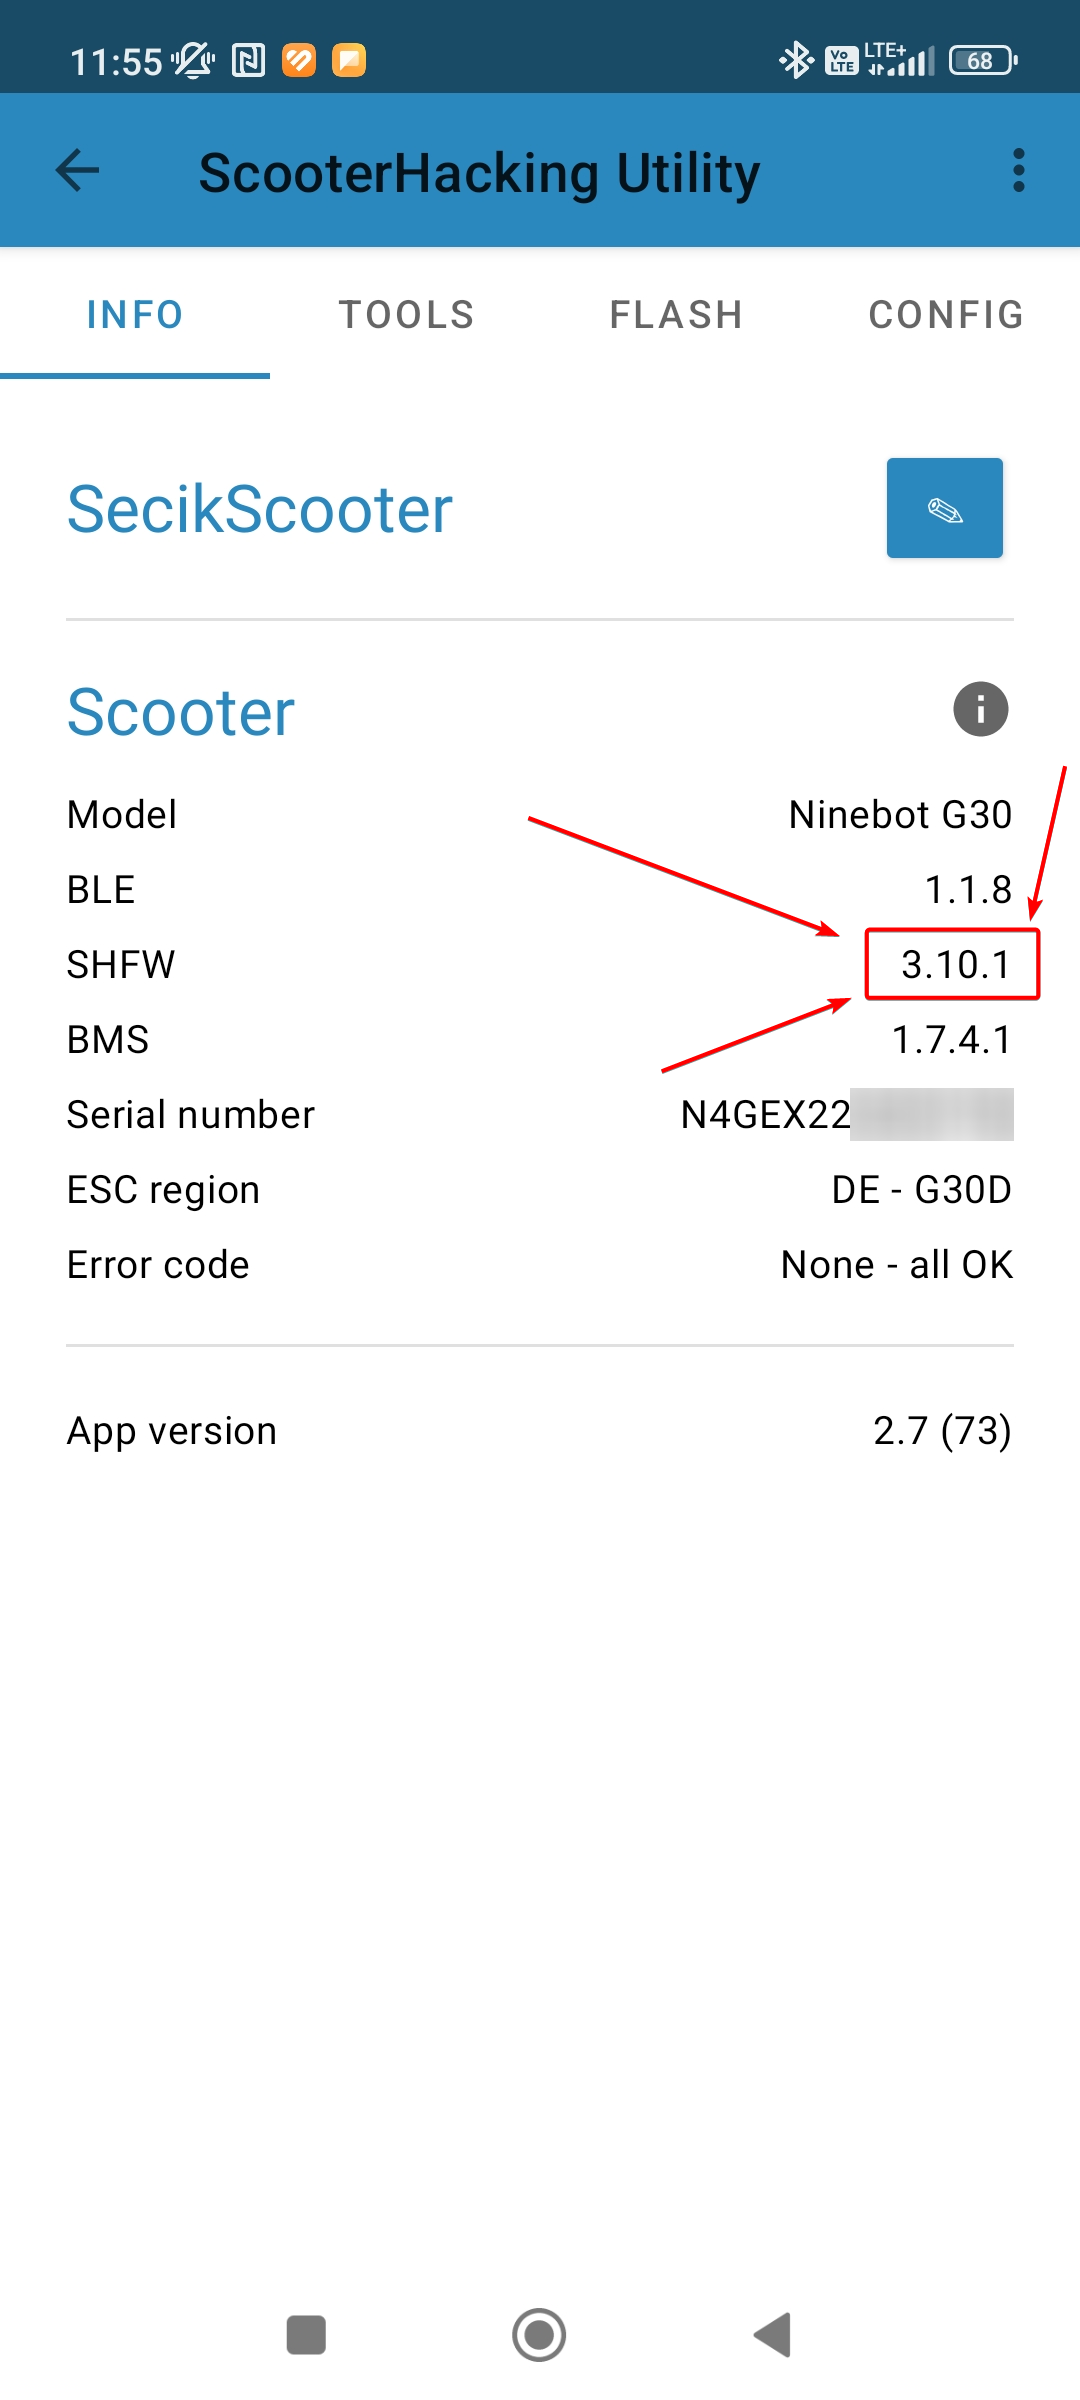 11:55 Vo LTE LTE+ 68
ScooterHacking Utility
INFO TOOLS FLASH CONFIG
SecikScooter
Scooter
Model Ninebot G30
BLE 1.1.8
SHFW 3.10.1
BMS 1.7.4.1
Serial number N4GEX22
ESC region DE - G30D
Error code None - all OK
App version 2.7 (73)